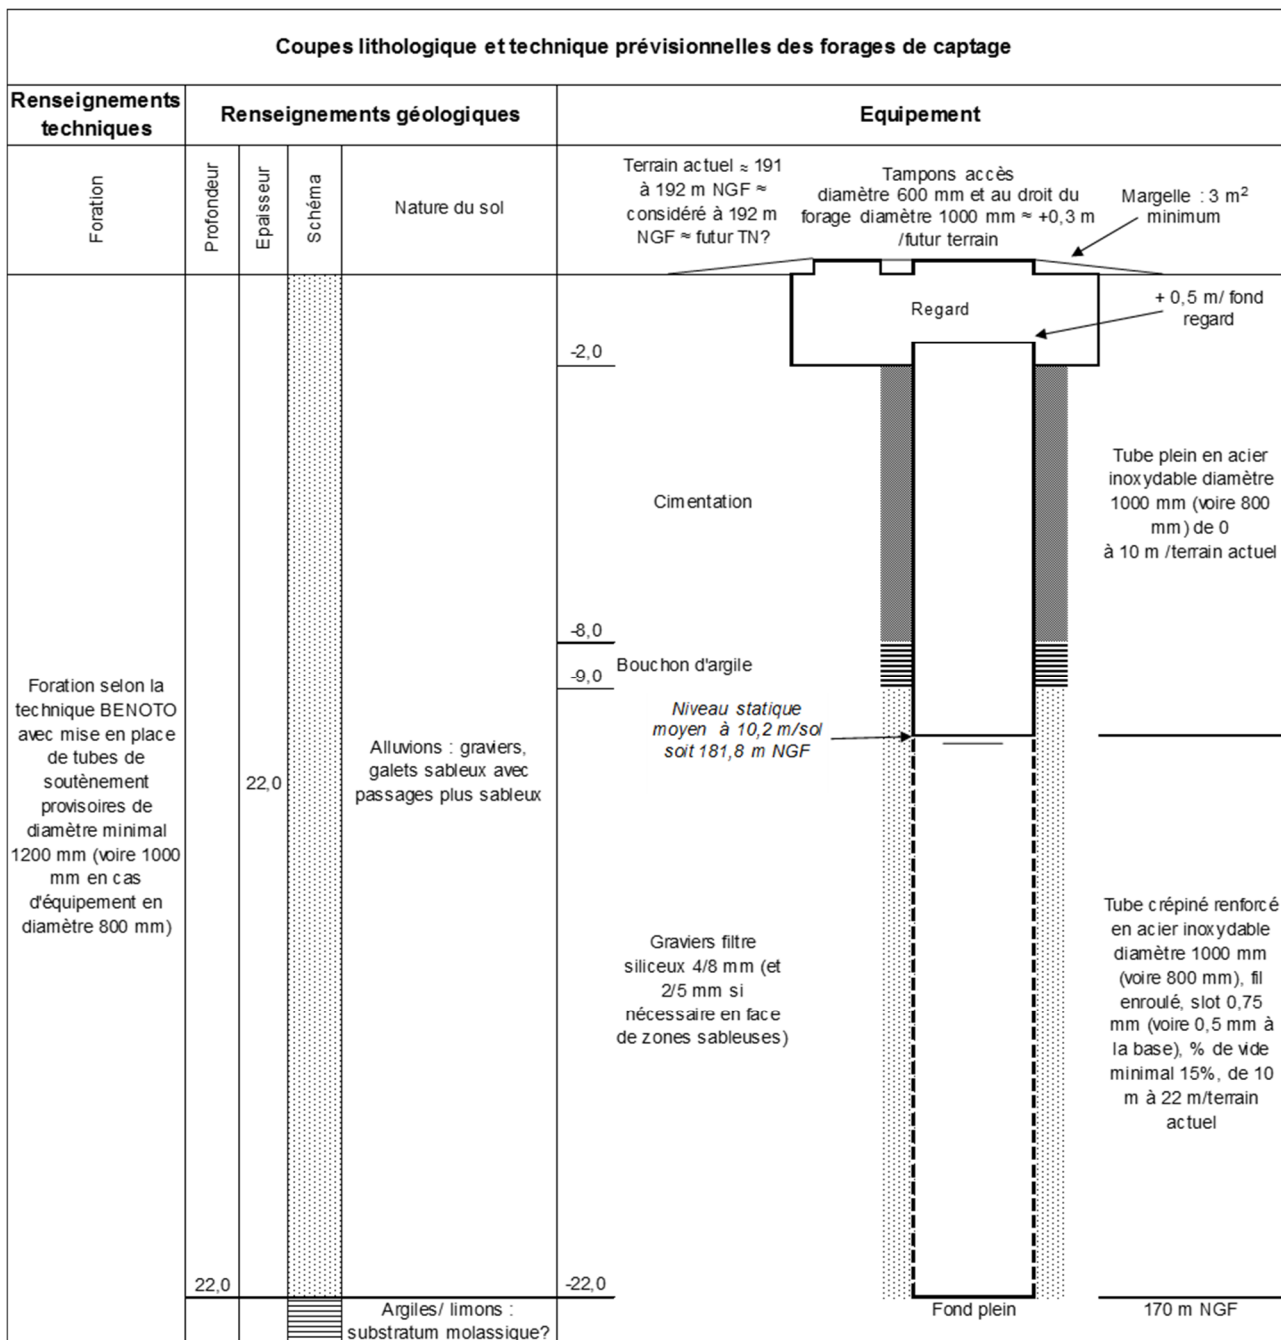 Coupes lithologique et technique prévisionnelles des forages de captage
Renseignements
techniques
Renseignements géologiques
Equipement
Foration
Profondeur
Epaisseur
Schéma
Nature du sol
Terrain actuel ≈ 191
à 192 m NGF ≈
considéré à 192 m
NGF ≈ futur TN?
Tampons accès
diamètre 600 mm et au droit du
forage diamètre 1000 mm ≈ +0,3 m
/futur terrain
Margelle : 3 m²
minimum
Regard
+ 0,5 m/ fond
regard
-2,0
Cimentation
Tube plein en acier
inoxydable diamètre
1000 mm (voire 800
mm) de 0
à 10 m /terrain actuel
-8,0
Bouchon d'argile
-9,0
Foration selon la
technique BENOTO
avec mise en place
de tubes de
soutènement
provisoires de
diamètre minimal
1200 mm (voire 1000
mm en cas
d'équipement en
diamètre 800 mm)
22,0
Alluvions : graviers,
galets sableux avec
passages plus sableux
Niveau statique
moyen à 10,2 m/sol
soit 181,8 m NGF
Graviers filtre
siliceux 4/8 mm (et
2/5 mm si
nécessaire en face
de zones sableuses)
Tube crépiné renforcé
en acier inoxydable
diamètre 1000 mm
(voire 800 mm), fil
enroulé, slot 0,75
mm (voire 0,5 mm à
la base), % de vide
minimal 15%, de 10
m à 22 m/terrain
actuel
22,0
-22,0
Argiles/ limons :
substratum molassique?
Fond plein
170 m NGF